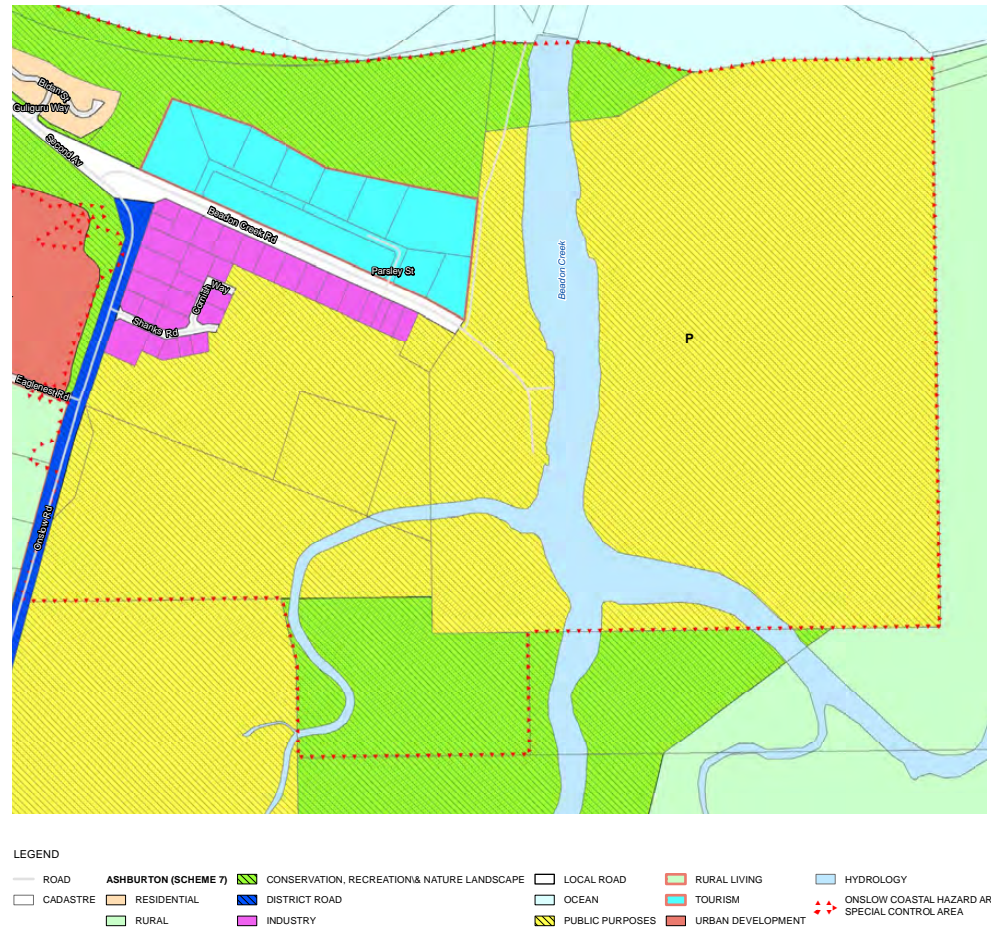 Bidan St
Guliguru Way
Second Av
Beadon Creek Rd
Parsley St
Cornish Way
Shanks Rd
Eaglenest Rd
Onslow Rd
Beadon Creek
P
LEGEND
ROAD
CADASTRE
ASHBURTON (SCHEME 7)
RESIDENTIAL
RURAL
CONSERVATION, RECREATION\& NATURE LANDSCAPE
DISTRICT ROAD
INDUSTRY
LOCAL ROAD
OCEAN
PUBLIC PURPOSES
RURAL LIVING
TOURISM
URBAN DEVELOPMENT
HYDROLOGY
ONSLOW COASTAL HAZARD AR
SPECIAL CONTROL AREA